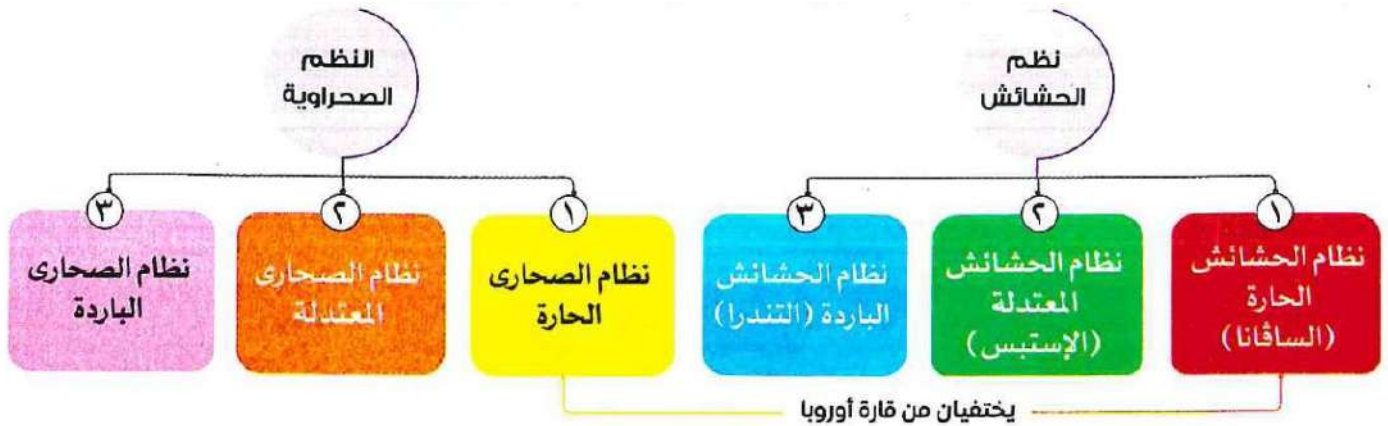 نظم
الحشائش
١
نظام الحشائش
الحارة
(الساڤانا)
٢
نظام الحشائش
المعتدلة
(الإستبس)
٣
نظام الحشائش
الباردة (التندرا)
النظم
الصحراوية
١
نظام الصحارى
الحارة
٢
نظام الصحارى
المعتدلة
٣
نظام الصحارى
الباردة
يختفيان من قارة أوروبا